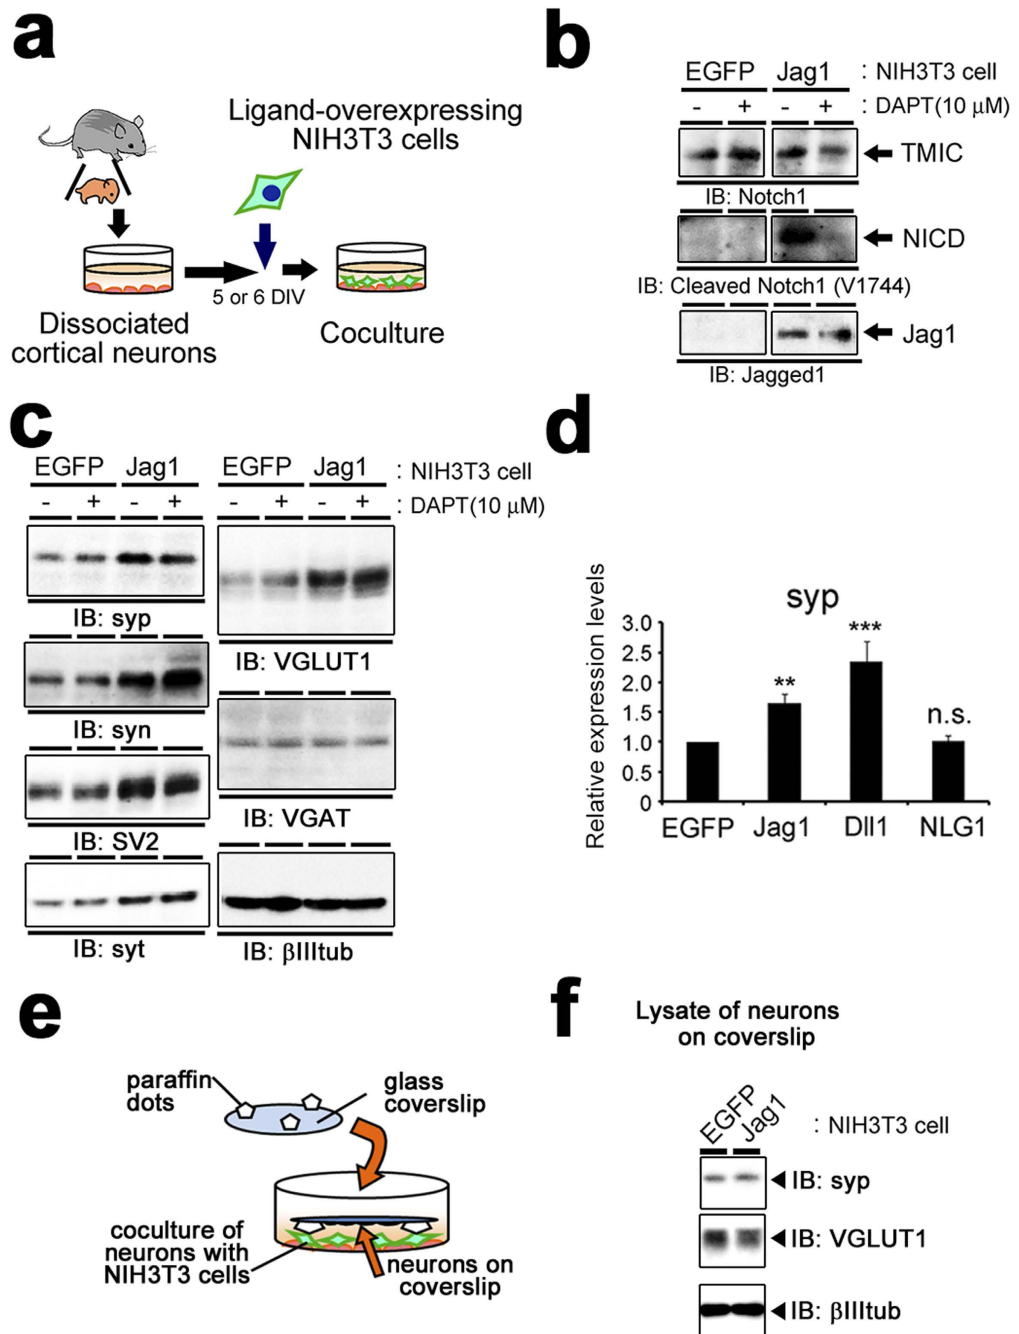 a
Ligand-overexpressing
NIH3T3 cells
5 or 6 DIV
Dissociated
cortical neurons
Coculture
b
EGFP Jag1 : NIH3T3 cell
- + - + : DAPT(10 μM)
TMIC
IB: Notch1
NICD
IB: Cleaved Notch1 (V1744)
Jag1
IB: Jagged1
c
EGFP Jag1 EGFP Jag1 : NIH3T3 cell
- + - + - + - + : DAPT(10 μM)
IB: syp
IB: syn
IB: SV2
IB: syt
IB: VGLUT1
IB: VGAT
IB: βIIItub
d
syp
Relative expression levels
3.0
2.5
2.0
1.5
1.0
0.5
0
**
***
n.s.
EGFP Jag1 Dll1 NLG1
e
paraffin
dots
glass
coverslip
coculture of
neurons with
NIH3T3 cells
neurons on
coverslip
f
Lysate of neurons
on coverslip
EGFP
Jag1
: NIH3T3 cell
IB: syp
IB: VGLUT1
IB: βIIItub